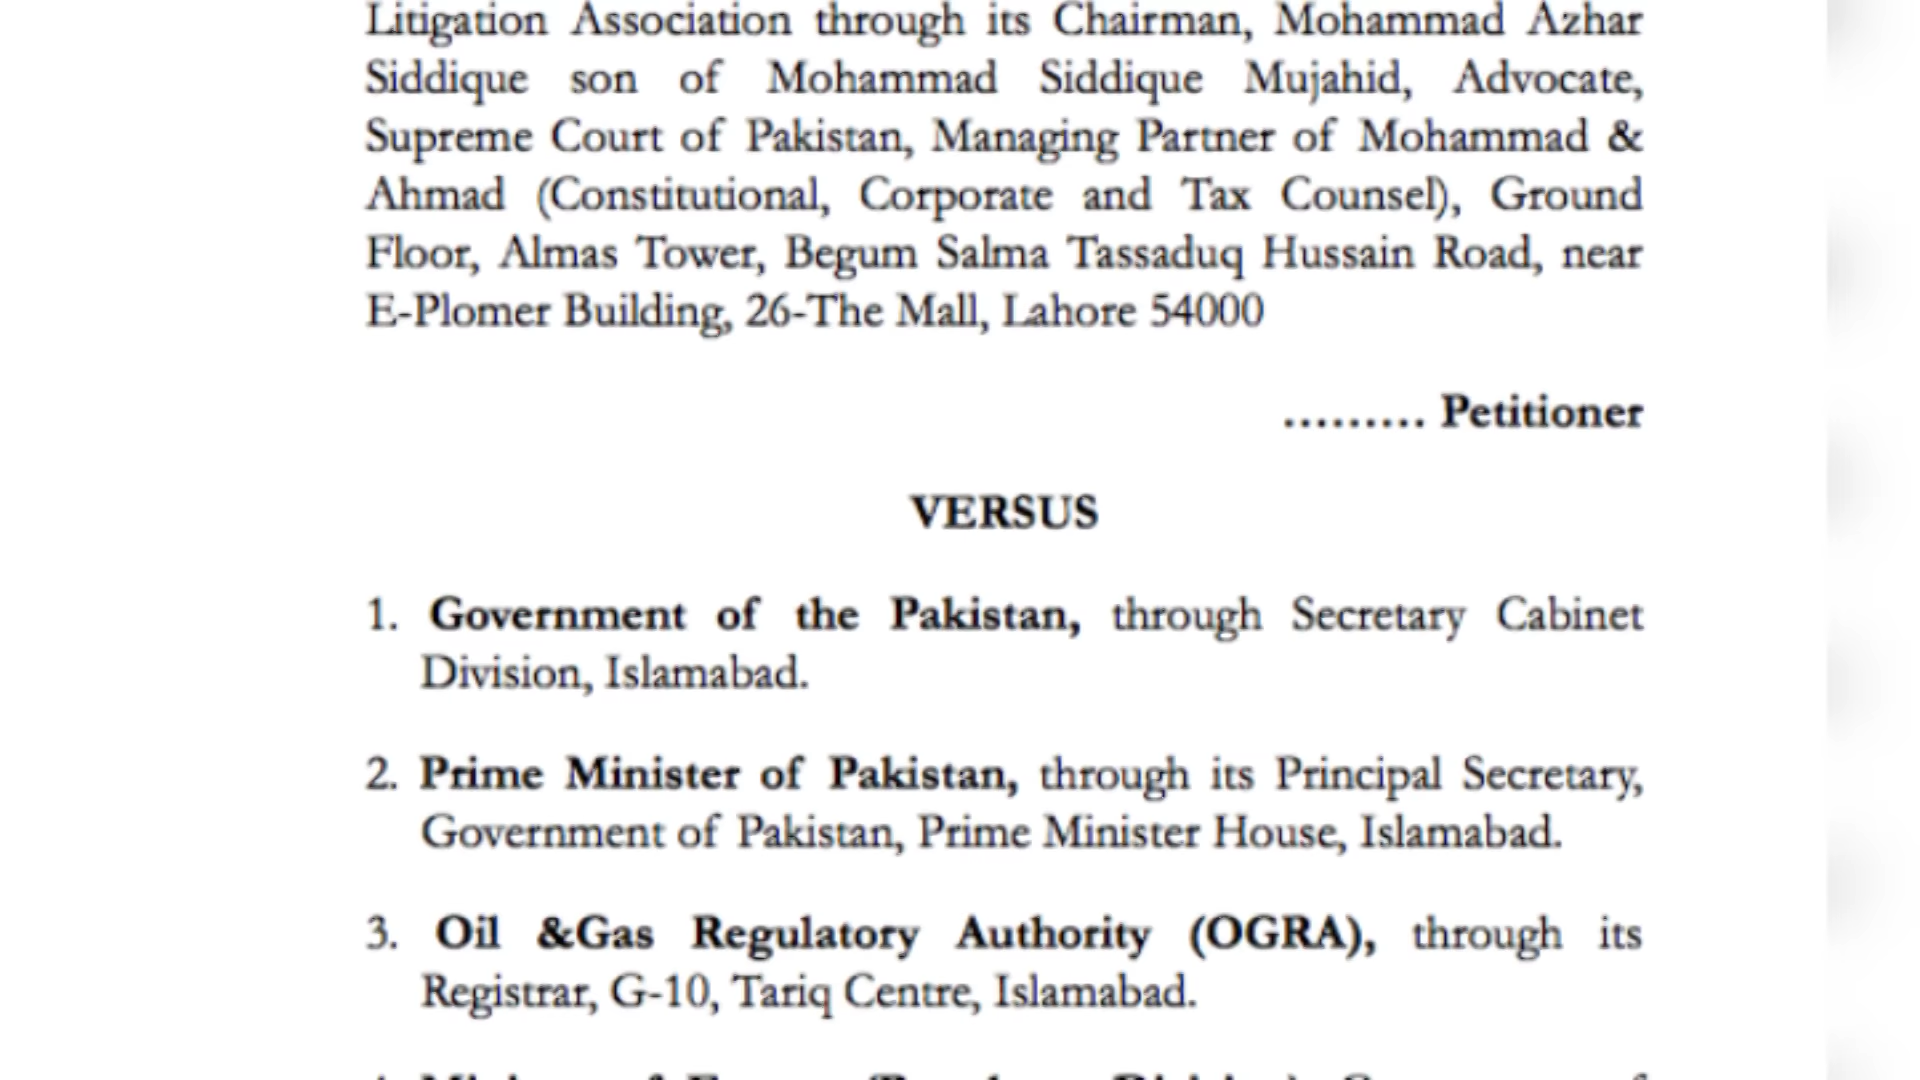 Litigation Association through its Chairman, Mohammad Azhar
Siddique son of Mohammad Siddique Mujahid, Advocate,
Supreme Court of Pakistan, Managing Partner of Mohammad &
Ahmad (Constitutional, Corporate and Tax Counsel), Ground
Floor, Almas Tower, Begum Salma Tassaduq Hussain Road, near
E-Plomer Building, 26-The Mall, Lahore 54000
......... Petitioner
VERSUS
1. Government of the Pakistan, through Secretary Cabinet
Division, Islamabad.
2. Prime Minister of Pakistan, through its Principal Secretary,
Government of Pakistan, Prime Minister House, Islamabad.
3. Oil &Gas Regulatory Authority (OGRA), through its
Registrar, G-10, Tariq Centre, Islamabad.